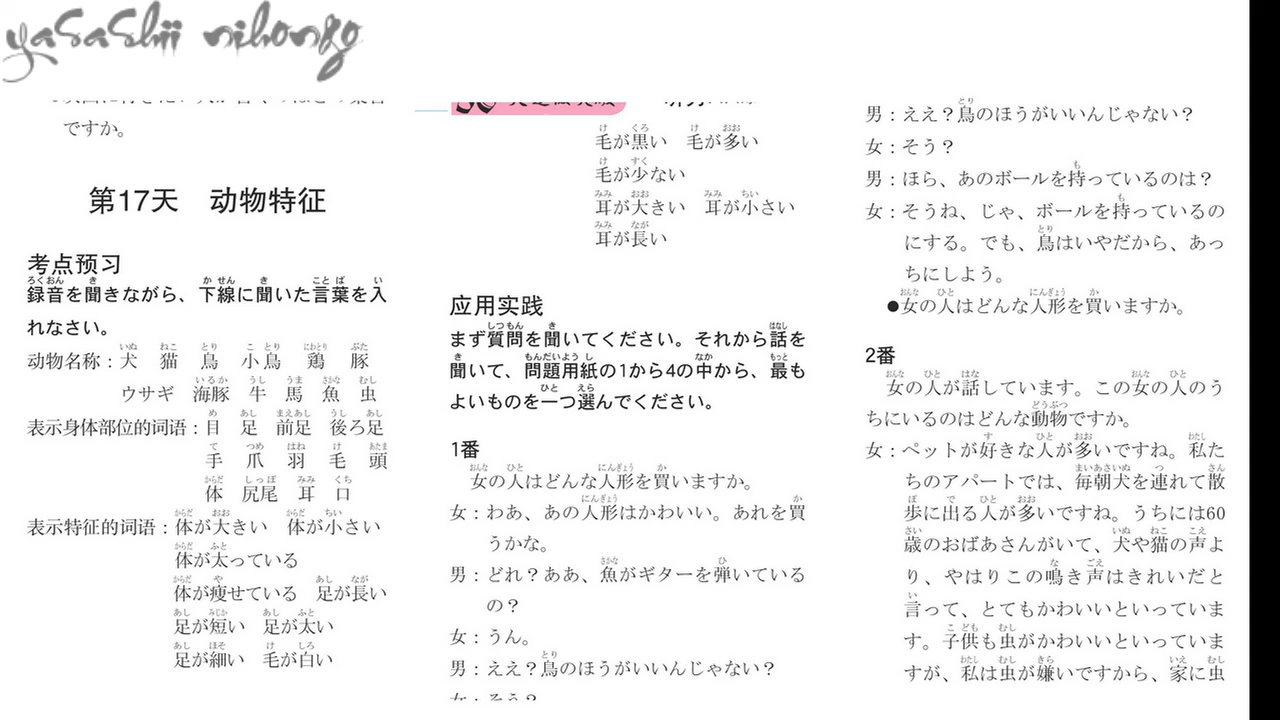 yasashii nihongo
ですか。
第17天 动物特征
考点预习
録音を聞きながら、下線に聞いた言葉を入
れなさい。
动物名称：犬 猫 鳥 小鳥 鶏 豚
ウサギ 海豚 牛 馬 魚 虫
表示身体部位的词语：目 足 前足 後ろ足
手 爪 羽 毛 頭
体 尻尾 耳 口
表示特征的词语：体が大きい 体が小さい
体が太っている
体が痩せている 足が長い
足が短い 足が太い
足が細い 毛が白い
毛が黒い 毛が多い
毛が少ない
耳が大きい 耳が小さい
耳が長い
应用实践
まず質問を聞いてください。それから話を
聞いて、問題用紙の1から4の中から、最も
よいものを一つ選んでください。
1番
女の人はどんな人形を買いますか。
女：わあ、あの人形はかわいい。あれを買
うかな。
男：どれ？ああ、魚がギターを弾いている
の？
女：うん。
男：ええ？鳥のほうがいいんじゃない？
女：そう？
男：ええ？鳥のほうがいいんじゃない？
女：そう？
男：ほら、あのボールを持っているのは？
女：そうね、じゃ、ボールを持っているの
にする。でも、鳥はいやだから、あっ
ちにしよう。
●女の人はどんな人形を買いますか。
2番
女の人が話しています。この女の人のう
ちにいるのはどんな動物ですか。
女：ペットが好きな人が多いですね。私た
ちのアパートでは、毎朝犬を連れて散
歩に出る人が多いですね。うちには60
歳のおばあさんがいて、犬や猫の声よ
り、やはりこの鳴き声はきれいだと
言って、とてもかわいいといっていま
す。子供も虫がかわいいといっていま
すが、私は虫が嫌いですから、家に虫